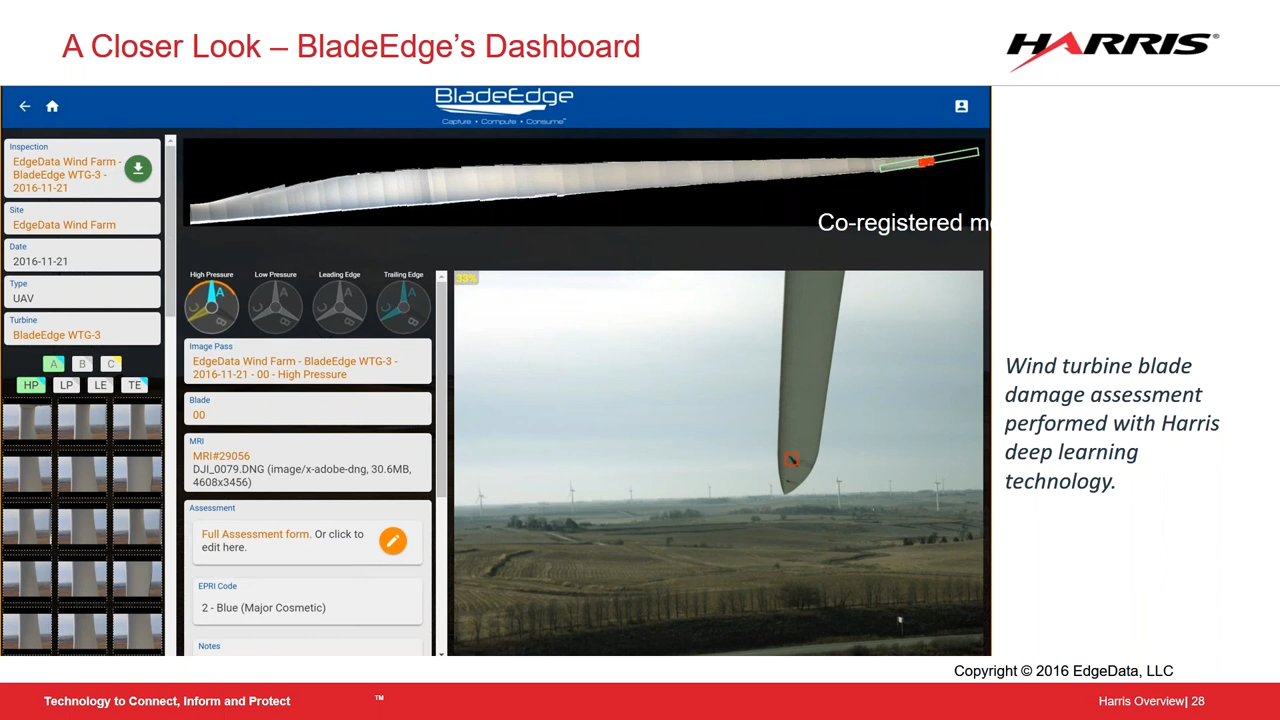 A Closer Look – BladeEdge's Dashboard
HARRIS®
BladeEdge
Capture • Compute • Consume™
Inspection
EdgeData Wind Farm -
BladeEdge WTG-3 -
2016-11-21
Site
EdgeData Wind Farm
Date
2016-11-21
Type
UAV
Turbine
BladeEdge WTG-3
A B C
HP LP LE TE
Co-registered m
High Pressure Low Pressure Leading Edge Trailing Edge
A B C
A B C
A B C
A B C
33%
Image Pass
EdgeData Wind Farm - BladeEdge WTG-3 -
2016-11-21 - 00 - High Pressure
Blade
00
MRI
MRI#29056
DJI_0079.DNG (image/x-adobe-dng, 30.6MB,
4608x3456)
Assessment
Full Assessment form. Or click to
edit here.
EPRI Code
2 - Blue (Major Cosmetic)
Notes
Wind turbine blade
damage assessment
performed with Harris
deep learning
technology.
Copyright © 2016 EdgeData, LLC
Technology to Connect, Inform and Protect ™
Harris Overview| 28